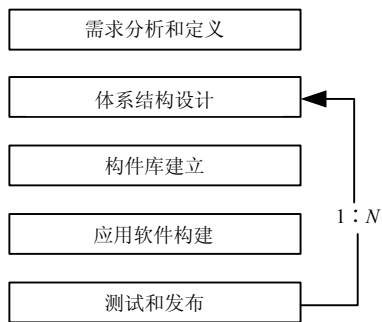 需求分析和定义
体系结构设计
构件库建立
1：N
应用软件构建
测试和发布